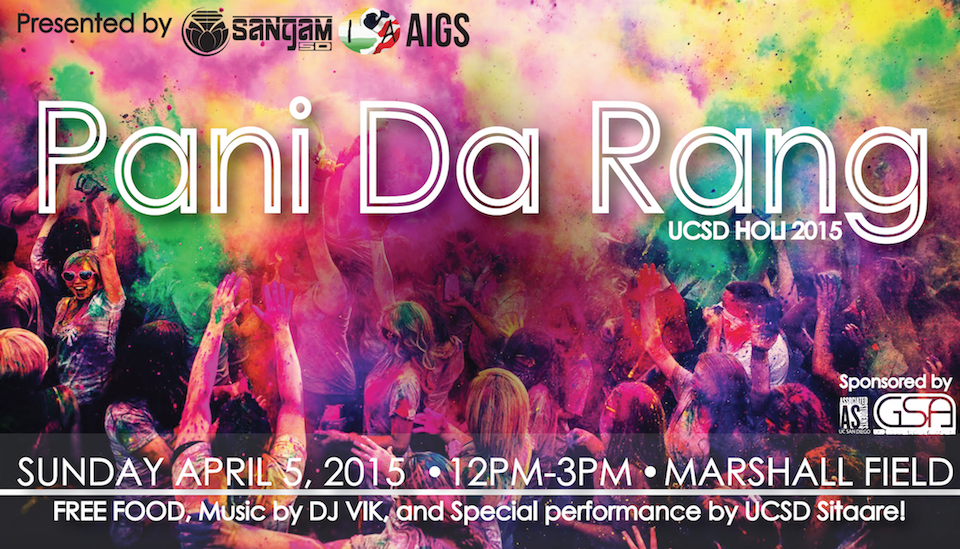 Presented by SANGAM SD ISA AIGS
Pani Da Rang
UCSD HOLI 2015
Sponsored by
ASSOCIATED STUDENTS AS UC SAN DIEGO GSA
SUNDAY APRIL 5, 2015 • 12PM-3PM • MARSHALL FIELD
FREE FOOD, Music by DJ VIK, and Special performance by UCSD Sitaare!